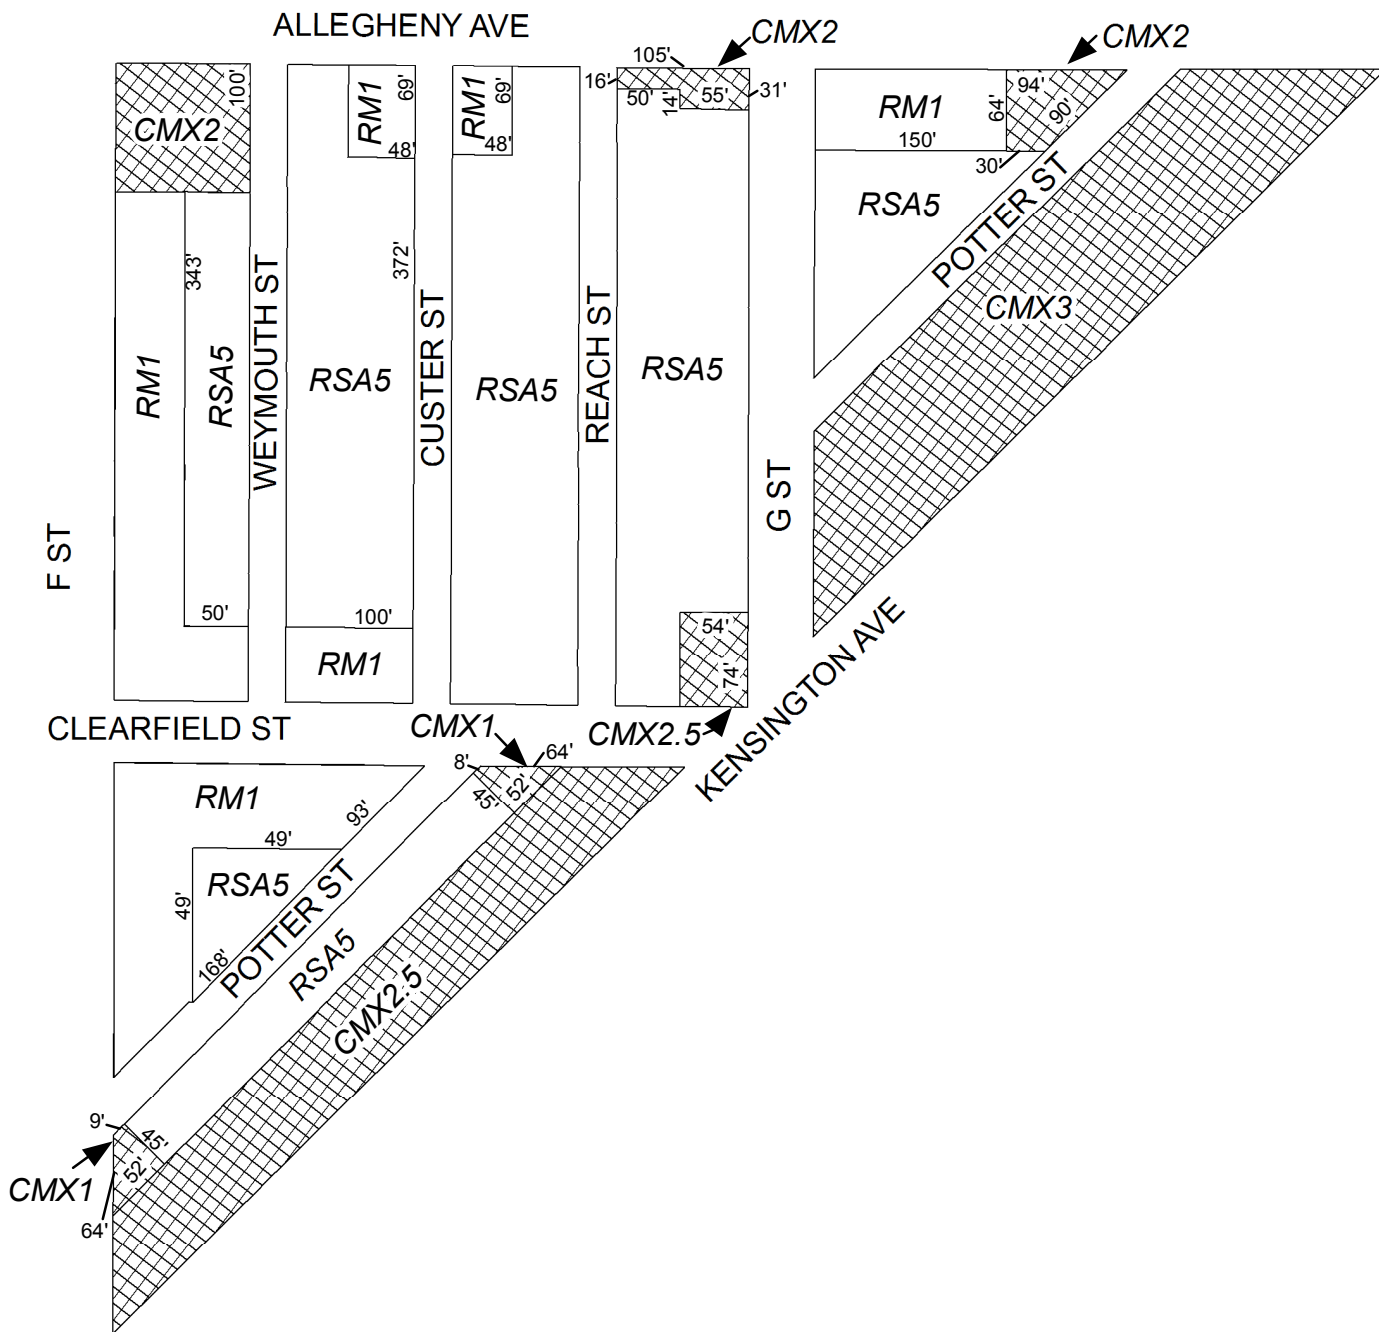 ALLEGHENY AVE
CMX2
CMX2
105'
16'
31'
100'
69'
69'
50'
14'
55'
94'
RM1
RM1
RM1
64'
90'
CMX2
48'
48'
150'
30'
RSA5
POTTER ST
343'
372'
CMX3
WEYMOUTH ST
CUSTER ST
REACH ST
RM1
RSA5
RSA5
RSA5
RSA5
G ST
F ST
50'
100'
54'
RM1
74'
KENSINGTON AVE
CLEARFIELD ST
CMX1
CMX2.5
8'
64'
RM1
45'
52'
93'
49'
RSA5
49'
168'
POTTER ST
RSA5
CMX2.5
9'
45'
52'
CMX1
64'